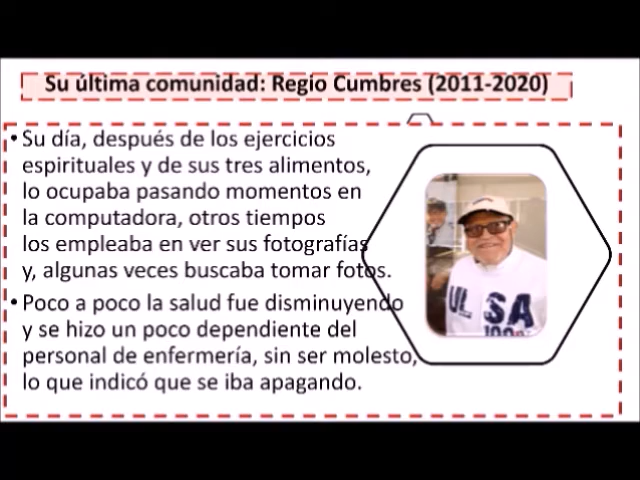 Su última comunidad: Regio Cumbres (2011-2020)
• Su día, después de los ejercicios
espirituales y de sus tres alimentos,
lo ocupaba pasando momentos en
la computadora, otros tiempos
los empleaba en ver sus fotografías
y, algunas veces buscaba tomar fotos.
• Poco a poco la salud fue disminuyendo
y se hizo un poco dependiente del
personal de enfermería, sin ser molesto,
lo que indicó que se iba apagando.
ULSA